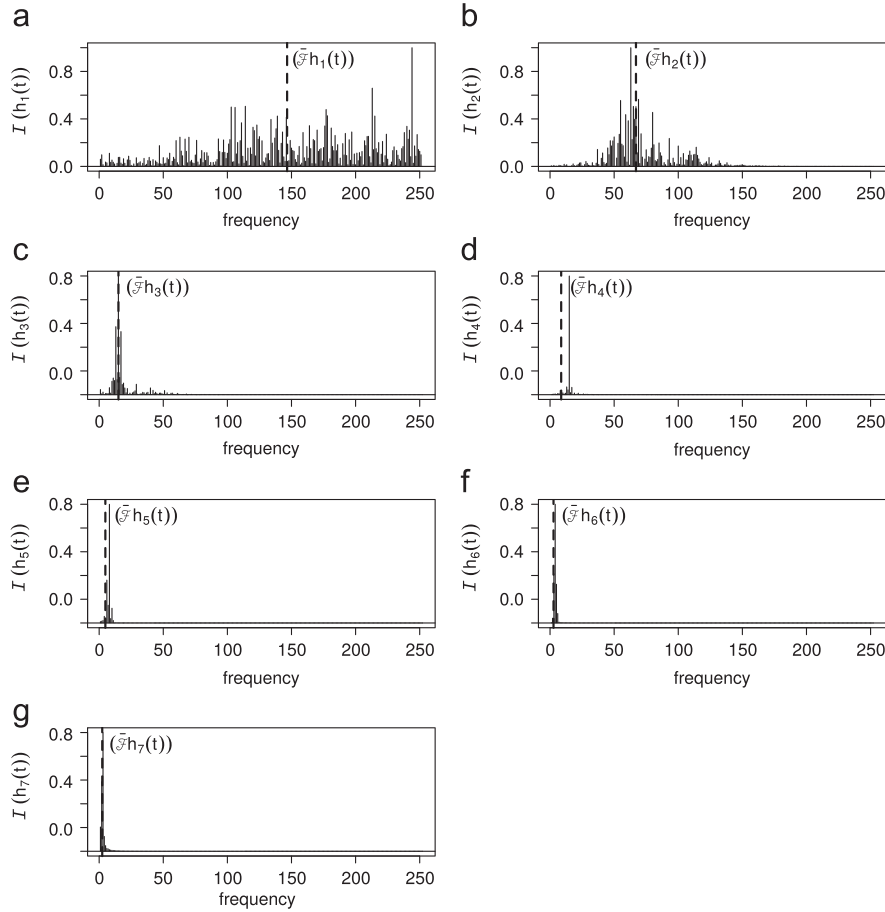 a
I (h₁(t))
0.8
0.4
0.0
(ℱ̄h₁(t))
0 50 100 150 200 250
frequency
b
I (h₂(t))
0.8
0.4
0.0
(ℱ̄h₂(t))
0 50 100 150 200 250
frequency
c
I (h₃(t))
0.8
0.4
0.0
(ℱ̄h₃(t))
0 50 100 150 200 250
frequency
d
I (h₄(t))
0.8
0.4
0.0
(ℱ̄h₄(t))
0 50 100 150 200 250
frequency
e
I (h₅(t))
0.8
0.4
0.0
(ℱ̄h₅(t))
0 50 100 150 200 250
frequency
f
I (h₆(t))
0.8
0.4
0.0
(ℱ̄h₆(t))
0 50 100 150 200 250
frequency
g
I (h₇(t))
0.8
0.4
0.0
(ℱ̄h₇(t))
0 50 100 150 200 250
frequency